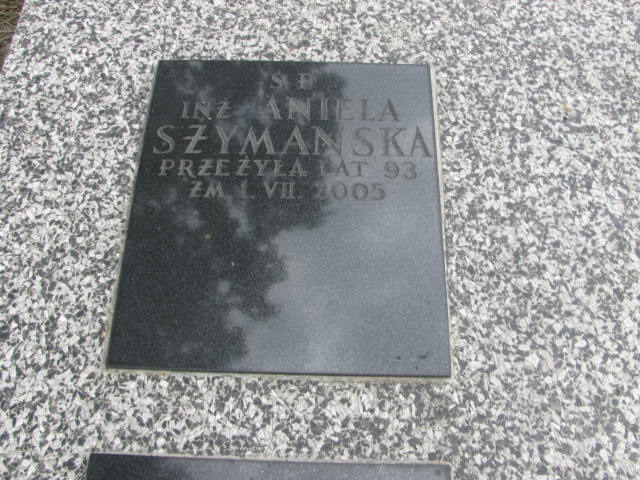 Ś P
INŻ ANIELA
SZYMAŃSKA
PRZEŻYŁA LAT 93
ZM 1. VII. 2005